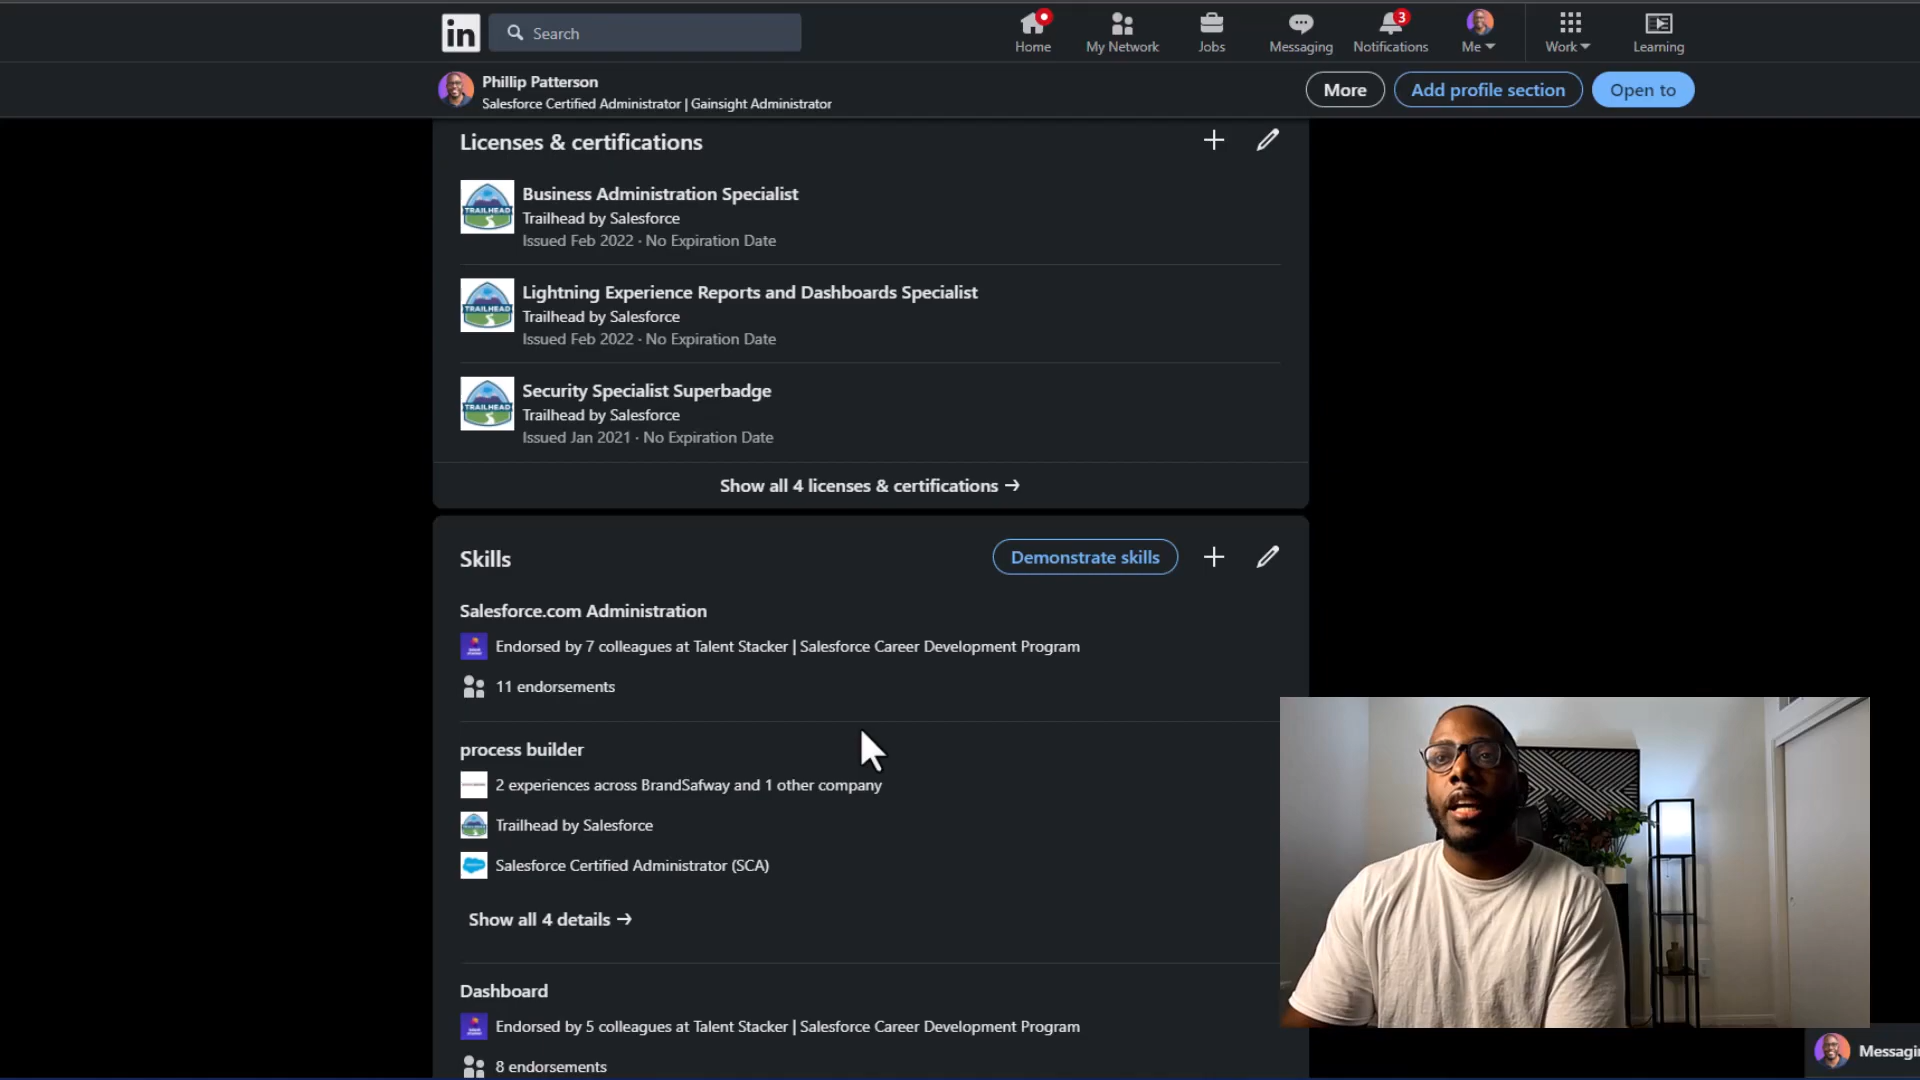 in
Search
Home
My Network
Jobs
Messaging
3
Notifications
Me
Work
Learning
Phillip Patterson
Salesforce Certified Administrator | Gainsight Administrator
More
Add profile section
Open to
Licenses & certifications
TRAILHEAD
Business Administration Specialist
Trailhead by Salesforce
Issued Feb 2022 · No Expiration Date
TRAILHEAD
Lightning Experience Reports and Dashboards Specialist
Trailhead by Salesforce
Issued Feb 2022 · No Expiration Date
TRAILHEAD
Security Specialist Superbadge
Trailhead by Salesforce
Issued Jan 2021 · No Expiration Date
Show all 4 licenses & certifications →
Skills
Demonstrate skills
Salesforce.com Administration
Endorsed by 7 colleagues at Talent Stacker | Salesforce Career Development Program
11 endorsements
process builder
2 experiences across BrandSafway and 1 other company
Trailhead by Salesforce
Salesforce Certified Administrator (SCA)
Show all 4 details →
Dashboard
Endorsed by 5 colleagues at Talent Stacker | Salesforce Career Development Program
8 endorsements
Messagin